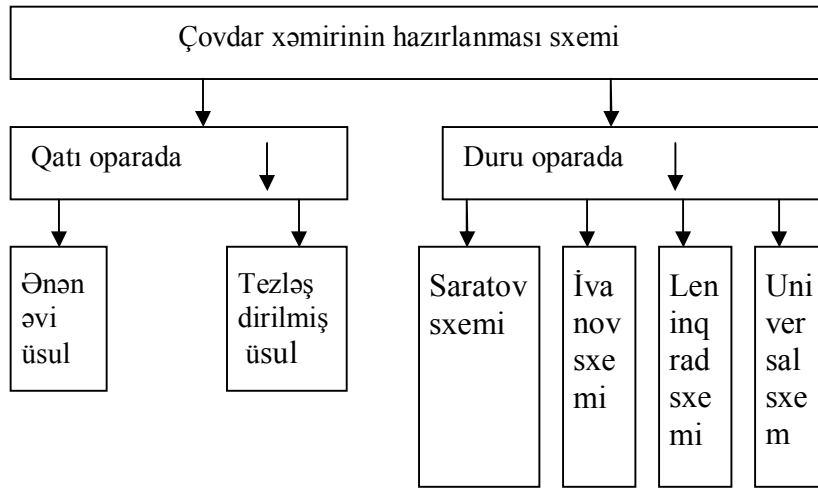 Çovdar xəmirinin hazırlanması sxemi
Qatı oparada
Duru oparada
Ənən
əvi
üsul
Tezləş
dirilmiş
üsul
Saratov
sxemi
İva
nov
sxe
mi
Len
inq
rad
sxe
mi
Uni
ver
sal
sxe
m